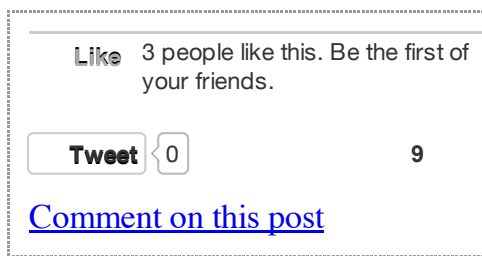 Like 3 people like this. Be the first of
your friends.
Tweet 0 9
Comment on this post